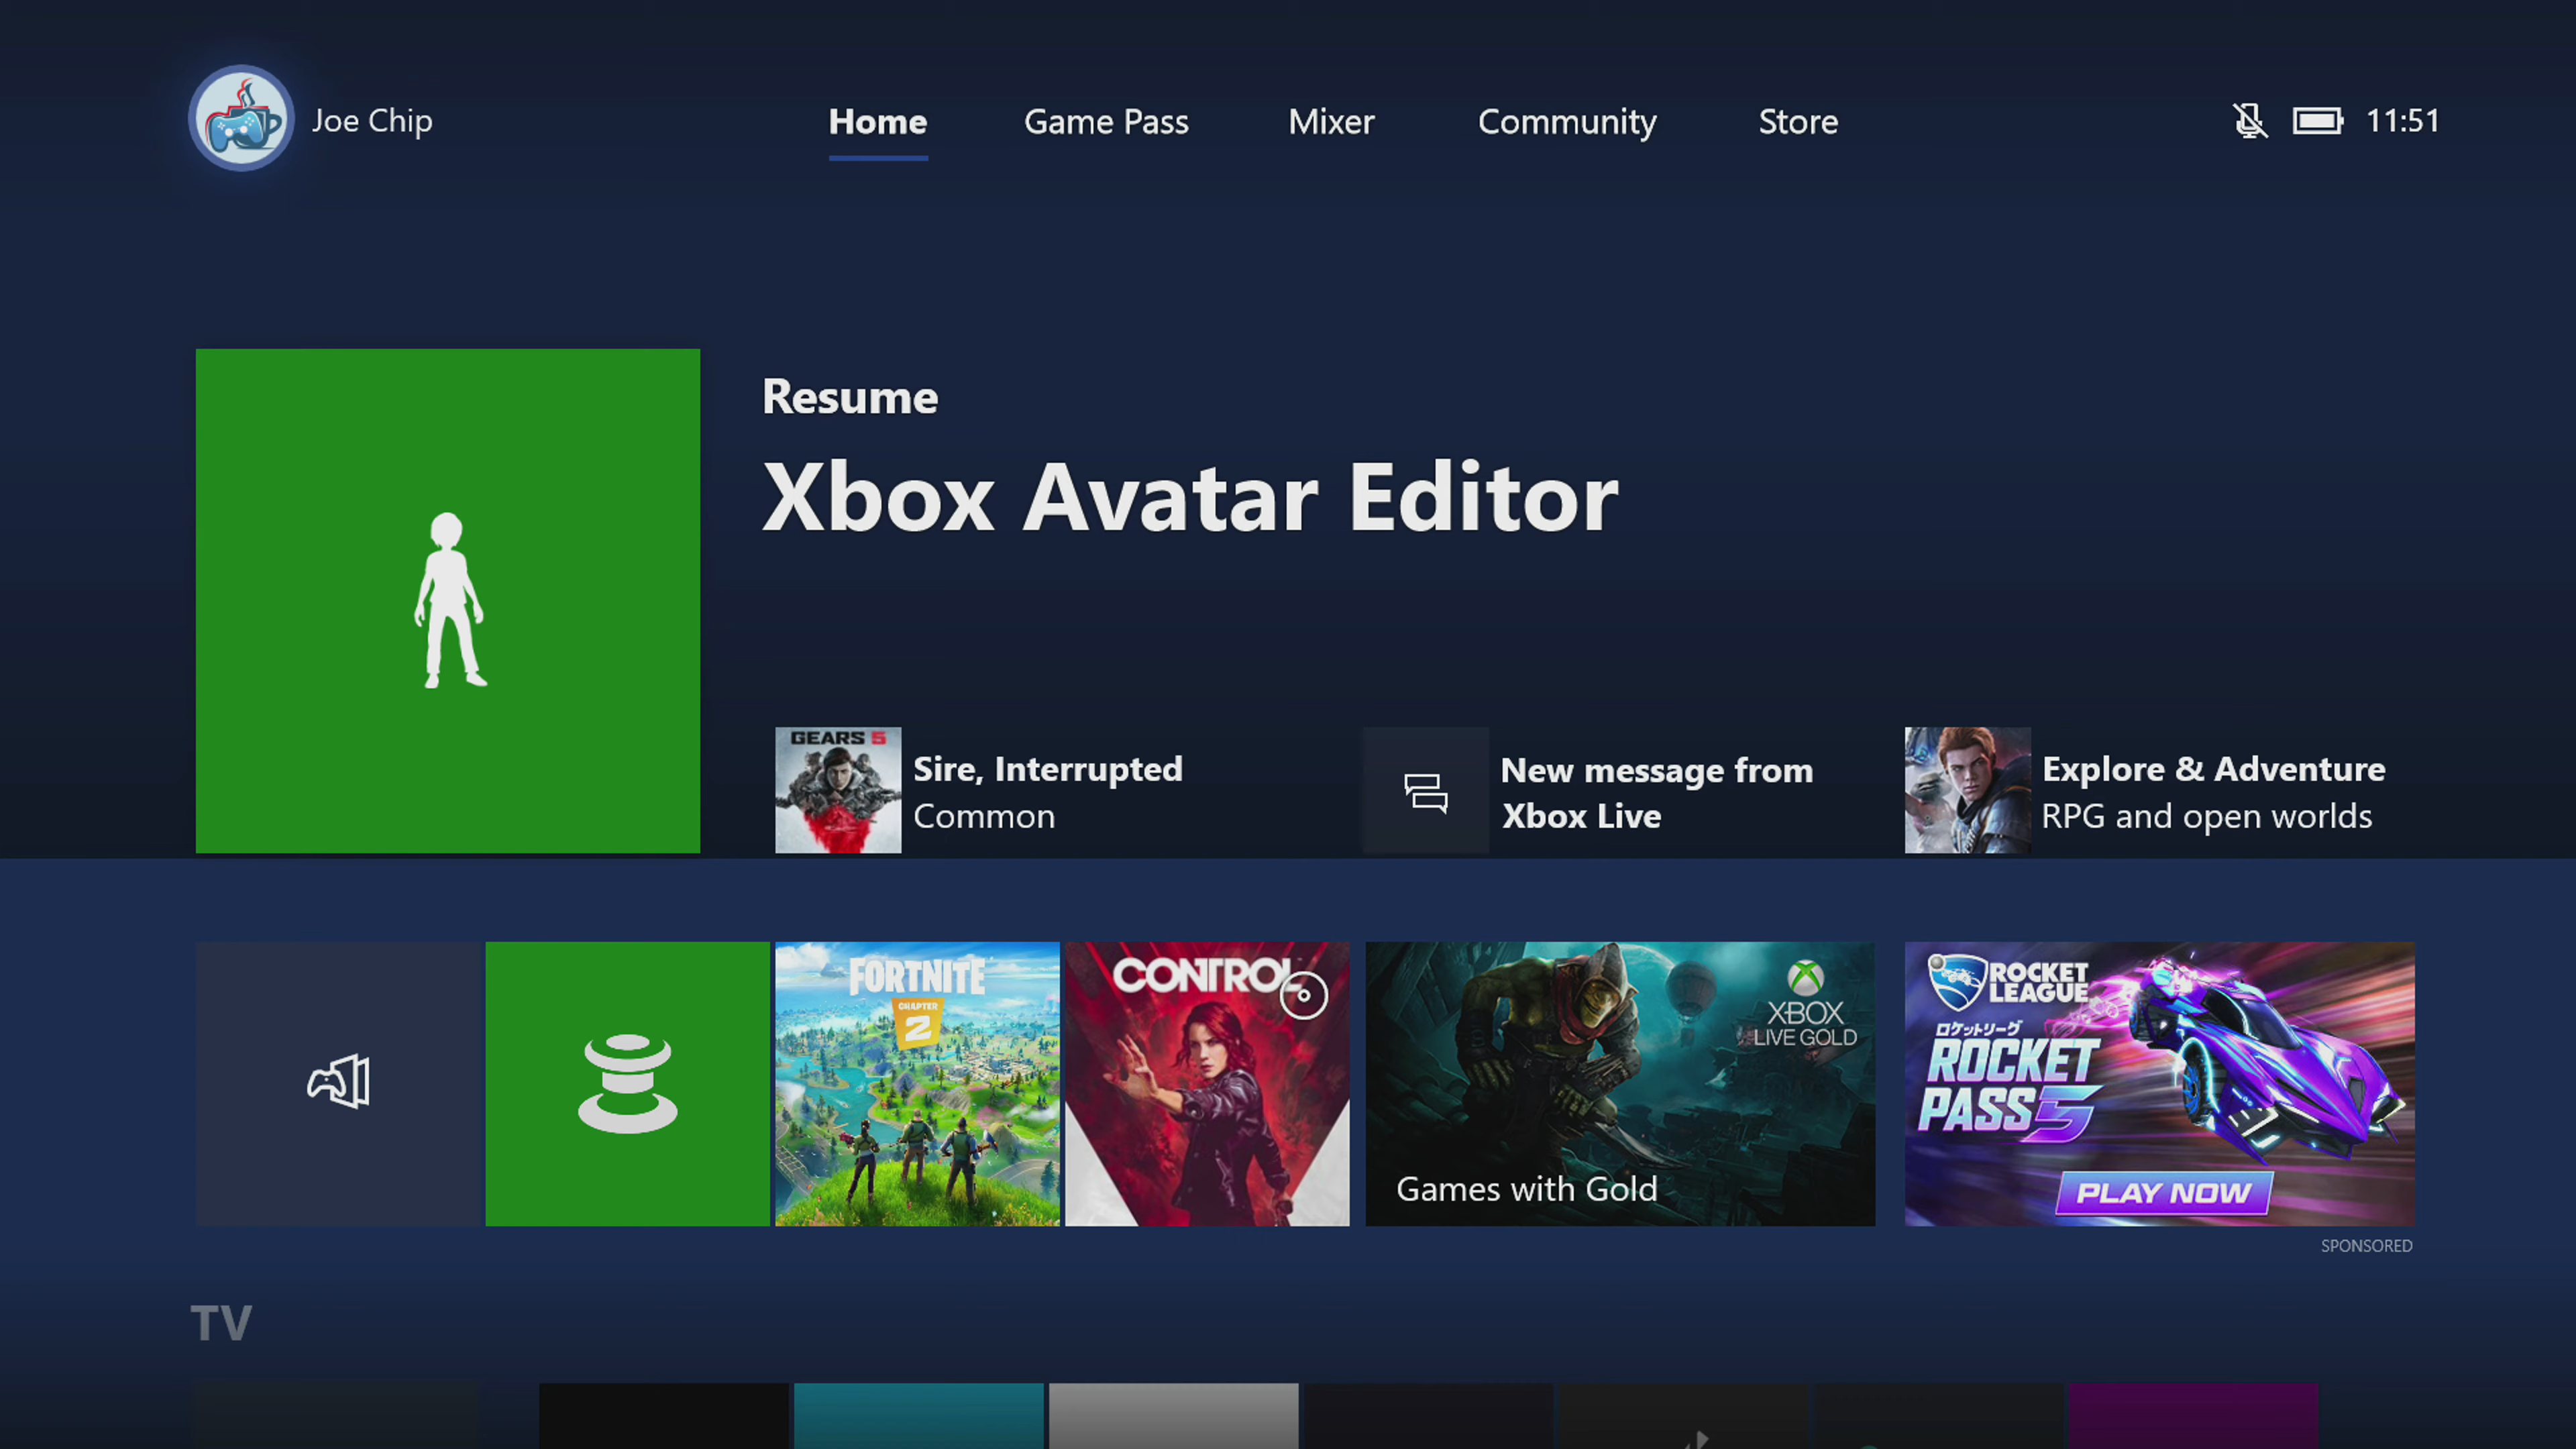 Joe Chip
Home
Game Pass
Mixer
Community
Store
11:51
Resume
Xbox Avatar Editor
GEARS 5
Sire, Interrupted
Common
New message from
Xbox Live
Explore & Adventure
RPG and open worlds
FORTNITE
CHAPTER
2
CONTROL
XBOX
LIVE GOLD
Games with Gold
ROCKET
LEAGUE
ロケットリーグ
ROCKET
PASS 5
PLAY NOW
SPONSORED
TV